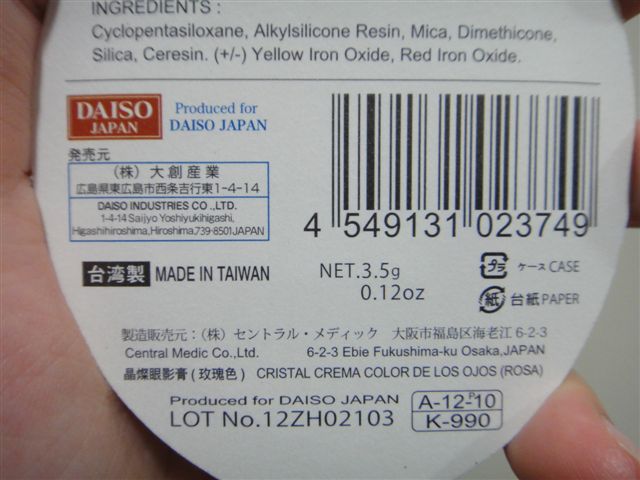 INGREDIENTS :
Cyclopentasiloxane, Alkylsilicone Resin, Mica, Dimethicone,
Silica, Ceresin. (+/-) Yellow Iron Oxide, Red Iron Oxide.
DAISO
JAPAN
Produced for
DAISO JAPAN
発売元
(株) 大創産業
広島県東広島市西条吉行東1-4-14
DAISO INDUSTRIES CO .,LTD.
1-4-14 Saijyo Yoshiyukihigashi,
Higashihiroshima,Hiroshima,739-8501JAPAN
4 549131 023749
台湾製 MADE IN TAIWAN
NET.3.5g
0.12oz
プラ ケース CASE
紙 台紙 PAPER
製造販売元：(株) セントラル・メディック 大阪市福島区海老江 6-2-3
Central Medic Co.,Ltd. 6-2-3 Ebie Fukushima-ku Osaka,JAPAN
晶燦眼影膏 ( 玫瑰色 ) CRISTAL CREMA COLOR DE LOS OJOS (ROSA)
Produced for DAISO JAPAN
LOT No.12ZH02103
A-12-P-10
K-990